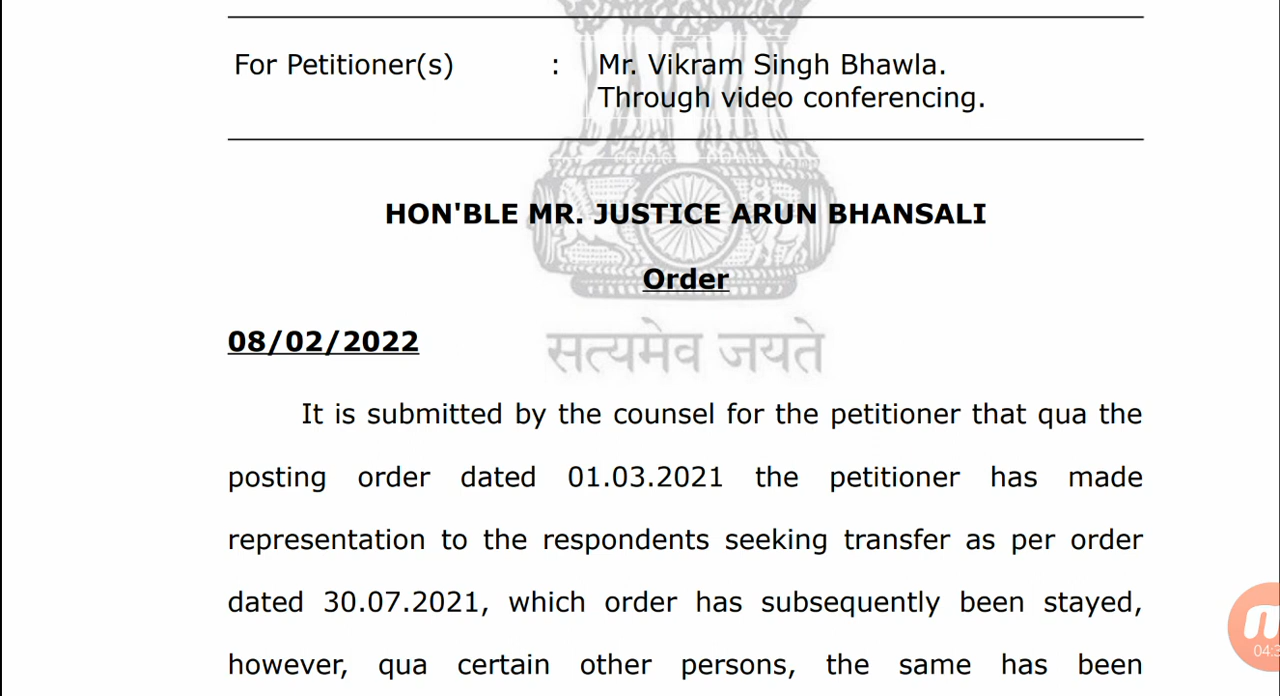 For Petitioner(s) : Mr. Vikram Singh Bhawla.
Through video conferencing.
HON'BLE MR. JUSTICE ARUN BHANSALI
Order
08/02/2022
सत्यमेव जयते
It is submitted by the counsel for the petitioner that qua the
posting order dated 01.03.2021 the petitioner has made
representation to the respondents seeking transfer as per order
dated 30.07.2021, which order has subsequently been stayed,
however, qua certain other persons, the same has been